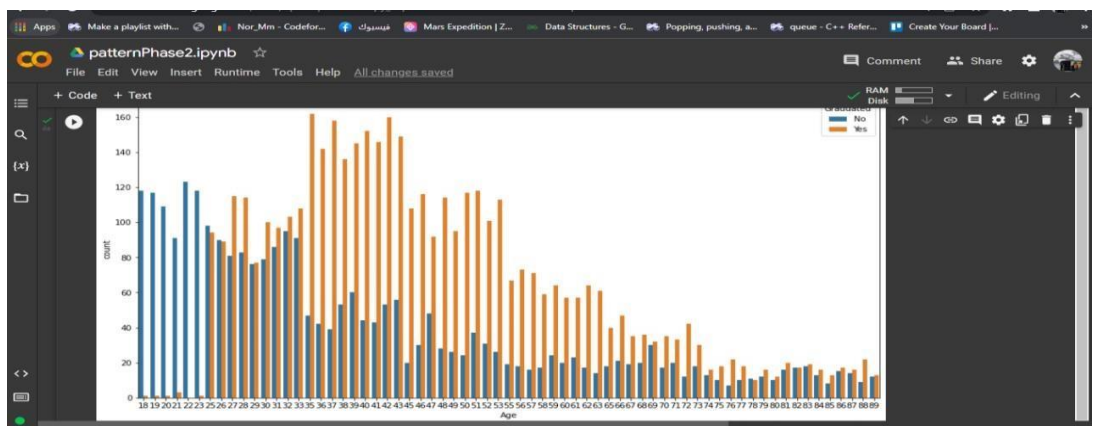 Apps Make a playlist with... Nor_Mm - Codefor... فيسبوك Mars Expedition | Z... Data Structures - G... Popping, pushing, a... queue - C++ Refer... Create Your Board |... »
patternPhase2.ipynb
Comment Share
File Edit View Insert Runtime Tools Help All changes saved
+ Code + Text
RAM
Disk
Editing
Graduated
No
Yes
{x}
<>
160
140
120
100
80
60
40
20
0
count
18 19 20 21 22 23 25 26 27 28 29 30 31 32 33 35 36 37 38 39 40 41 42 43 45 46 47 48 49 50 51 52 53 55 56 57 58 59 60 61 62 63 65 66 67 68 69 70 71 72 73 74 75 76 77 78 79 80 81 82 83 84 85 86 87 88 89
Age